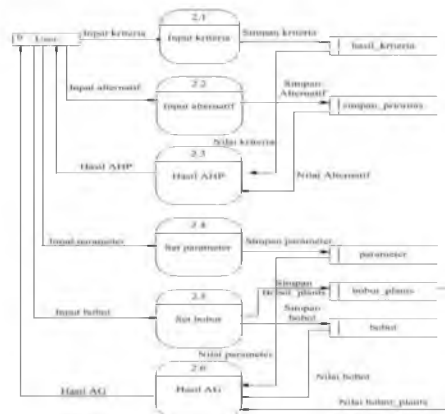 2.1
Input kriteria
Input kriteria
Simpan kriteria
hasil_kriteria
User
2.2
Input alternatif
Input alternatif
Simpan
Alternatif
simpan_prioritas
Nilai kriteria
2.3
Hasil AHP
Hasil AHP
Nilai Alternatif
2.4
Input parameter
Set parameter
Simpan parameter
parameter
2.5
Simpan
Bobot_plants
bobot_plants
Input bobot
Set bobot
Simpan
bobot
bobot
Nilai parameter
2.6
Hasil AG
Hasil AG
Nilai bobot
Nilai bobot_plants